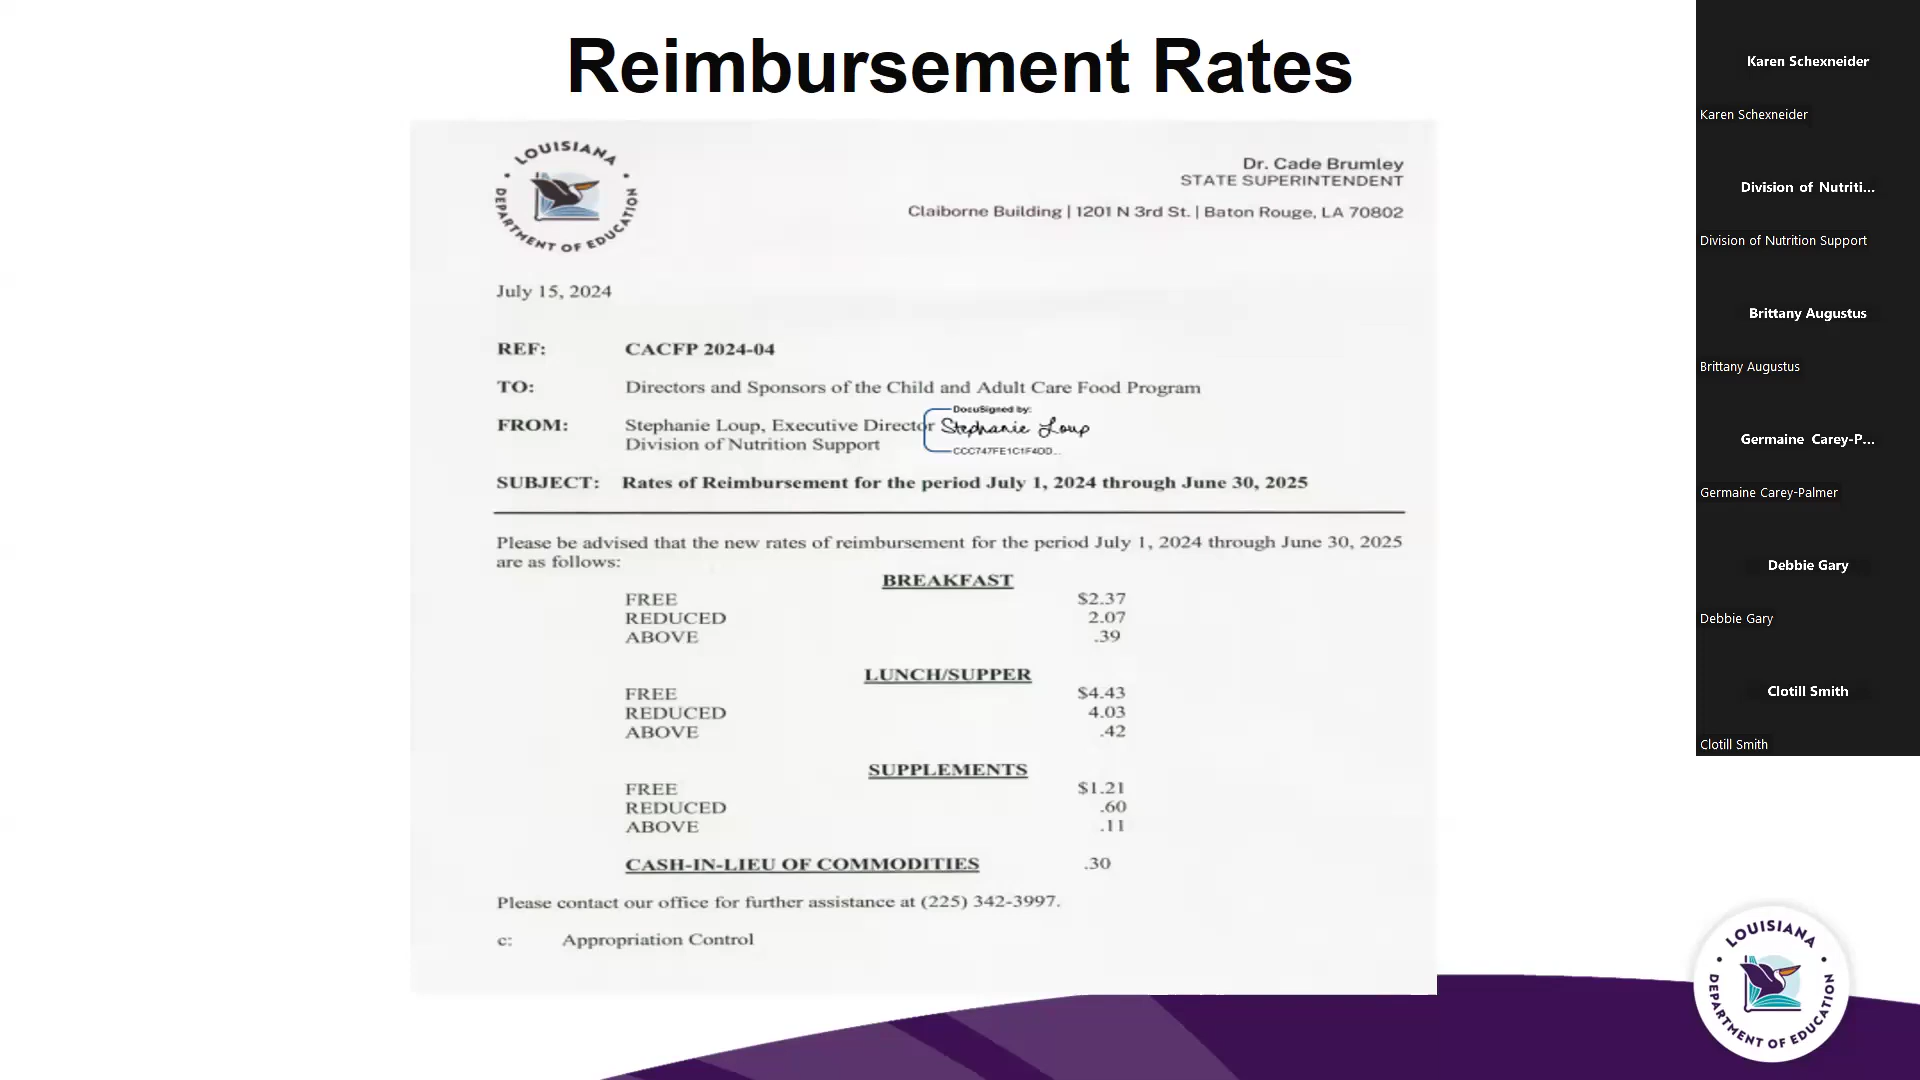 Reimbursement Rates
LOUISIANA
DEPARTMENT OF EDUCATION
Dr. Cade Brumley
STATE SUPERINTENDENT
Claiborne Building | 1201 N 3rd St. | Baton Rouge, LA 70802
July 15, 2024
REF: CACFP 2024-04
TO: Directors and Sponsors of the Child and Adult Care Food Program
DocuSigned by:
FROM: Stephanie Loup, Executive Director Stephanie Loup
Division of Nutrition Support
CCC747FE1C1F4DD...
SUBJECT: Rates of Reimbursement for the period July 1, 2024 through June 30, 2025
Please be advised that the new rates of reimbursement for the period July 1, 2024 through June 30, 2025
are as follows:
BREAKFAST
FREE $2.37
REDUCED 2.07
ABOVE .39
LUNCH/SUPPER
FREE $4.43
REDUCED 4.03
ABOVE .42
SUPPLEMENTS
FREE $1.21
REDUCED .60
ABOVE .11
CASH-IN-LIEU OF COMMODITIES .30
Please contact our office for further assistance at (225) 342-3997.
c: Appropriation Control
Karen Schexneider
Karen Schexneider
Division of Nutriti...
Division of Nutrition Support
Brittany Augustus
Brittany Augustus
Germaine Carey-P...
Germaine Carey-Palmer
Debbie Gary
Debbie Gary
Clotill Smith
Clotill Smith
LOUISIANA
DEPARTMENT OF EDUCATION